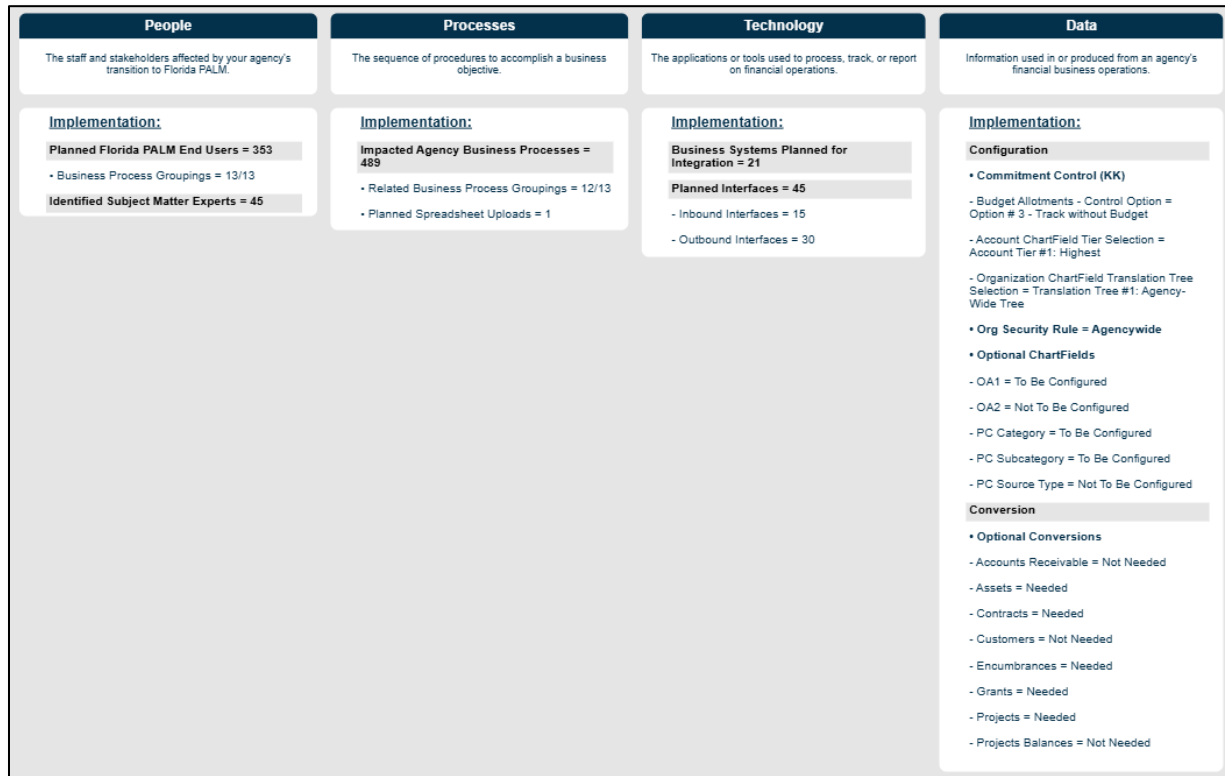 People
The staff and stakeholders affected by your agency's
transition to Florida PALM.
Implementation:
Planned Florida PALM End Users = 353
• Business Process Groupings = 13/13
Identified Subject Matter Experts = 45
Processes
The sequence of procedures to accomplish a business
objective.
Implementation:
Impacted Agency Business Processes =
489
• Related Business Process Groupings = 12/13
• Planned Spreadsheet Uploads = 1
Technology
The applications or tools used to process, track, or report
on financial operations.
Implementation:
Business Systems Planned for
Integration = 21
Planned Interfaces = 45
- Inbound Interfaces = 15
- Outbound Interfaces = 30
Data
Information used in or produced from an agency's
financial business operations.
Implementation:
Configuration
• Commitment Control (KK)
- Budget Allotments - Control Option =
Option # 3 - Track without Budget
- Account ChartField Tier Selection =
Account Tier #1: Highest
- Organization ChartField Translation Tree
Selection = Translation Tree #1: Agency-
Wide Tree
• Org Security Rule = Agencywide
• Optional ChartFields
- OA1 = To Be Configured
- OA2 = Not To Be Configured
- PC Category = To Be Configured
- PC Subcategory = To Be Configured
- PC Source Type = Not To Be Configured
Conversion
• Optional Conversions
- Accounts Receivable = Not Needed
- Assets = Needed
- Contracts = Needed
- Customers = Not Needed
- Encumbrances = Needed
- Grants = Needed
- Projects = Needed
- Projects Balances = Not Needed